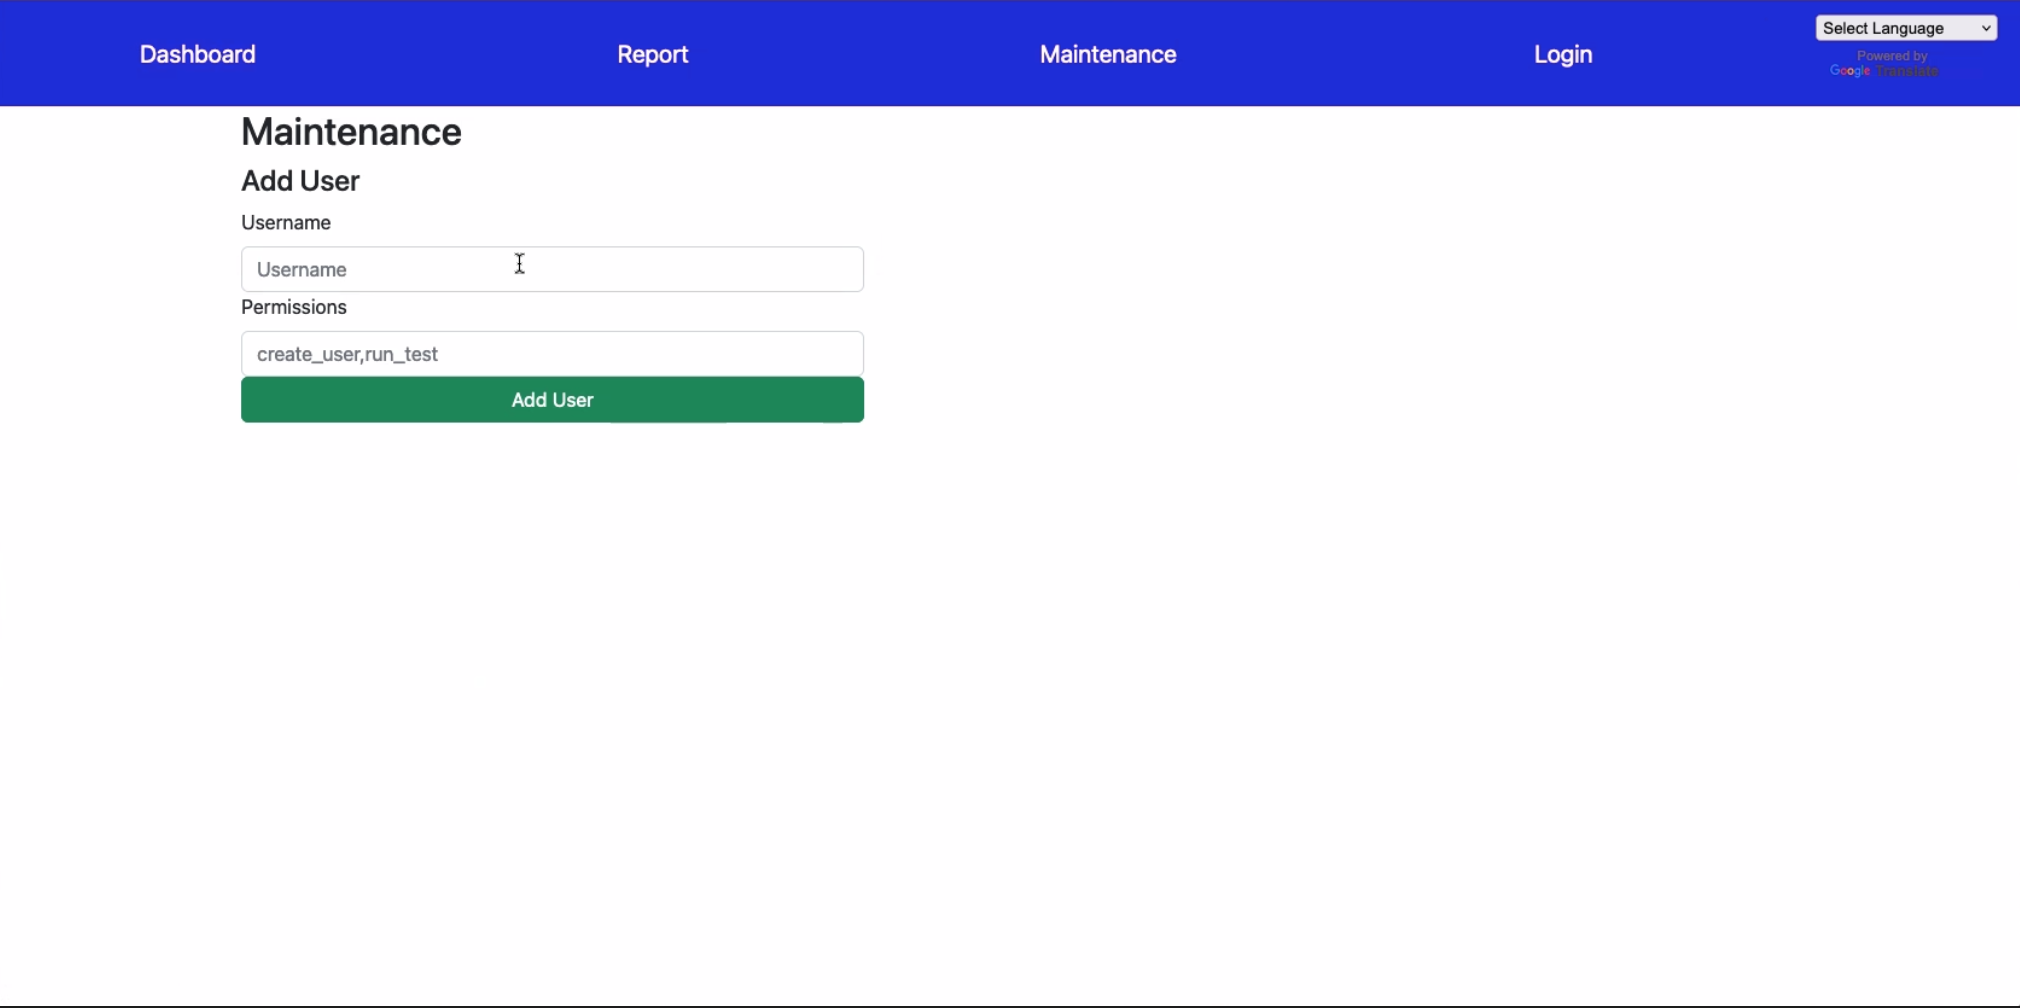 Dashboard
Report
Maintenance
Login
Select Language
Powered by
Google Translate
Maintenance
Add User
Username
Username
Permissions
create_user,run_test
Add User